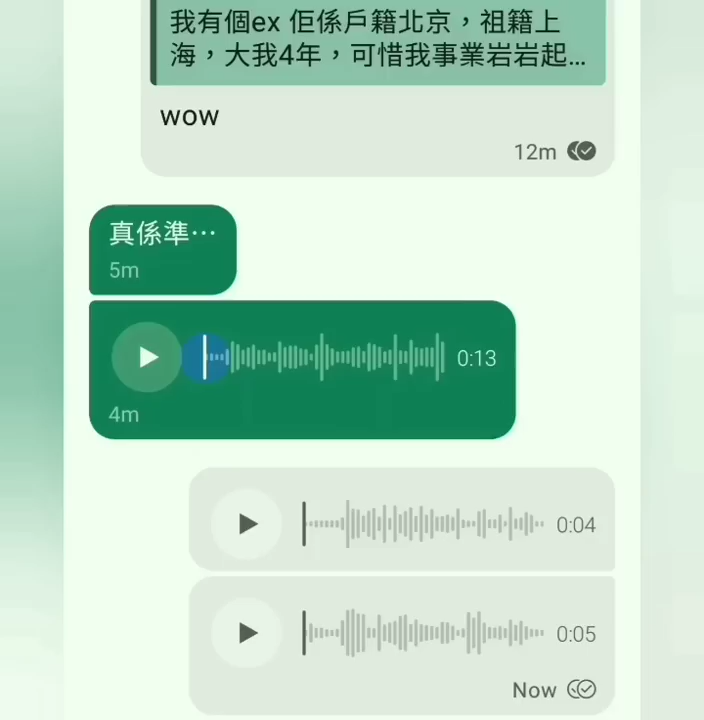 我有個ex 佢係戶籍北京，祖籍上
海，大我4年，可惜我事業岩岩起...
wow
12m
真係準…
5m
0:13
4m
0:04
0:05
Now